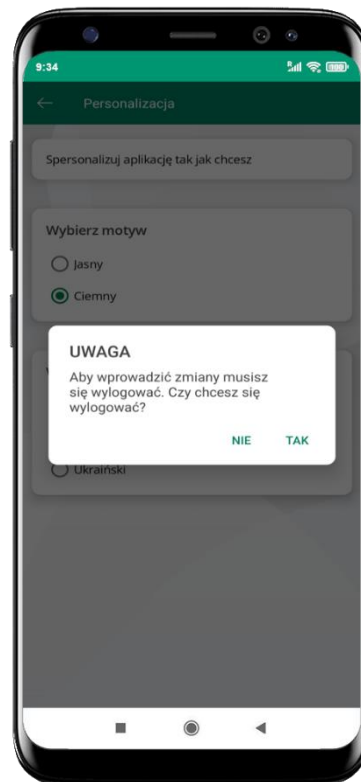 9:34
Personalizacja
Spersonalizuj aplikację tak jak chcesz
Wybierz motyw
Jasny
Ciemny
UWAGA
Aby wprowadzić zmiany musisz
się wylogować. Czy chcesz się
wylogować?
NIE TAK
Ukraiński